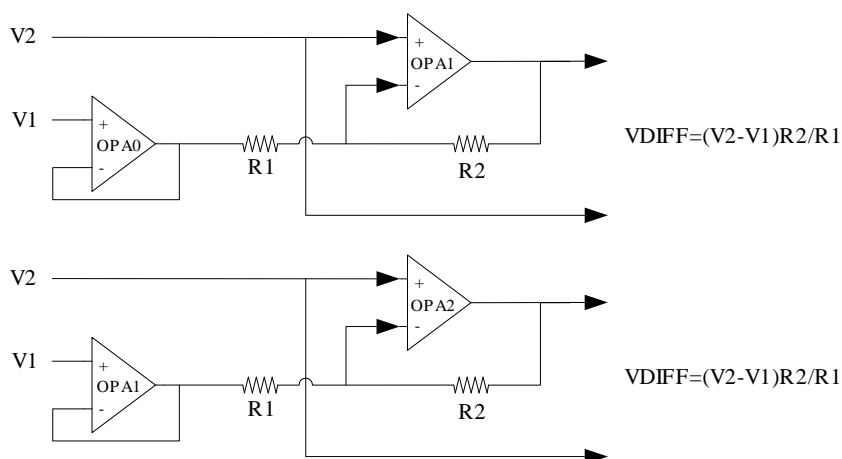 V2
+
OPA1
-
V1
+
OPA0
-
R1
R2
VDIFF=(V2-V1)R2/R1
V2
+
OPA2
-
V1
+
OPA1
-
R1
R2
VDIFF=(V2-V1)R2/R1